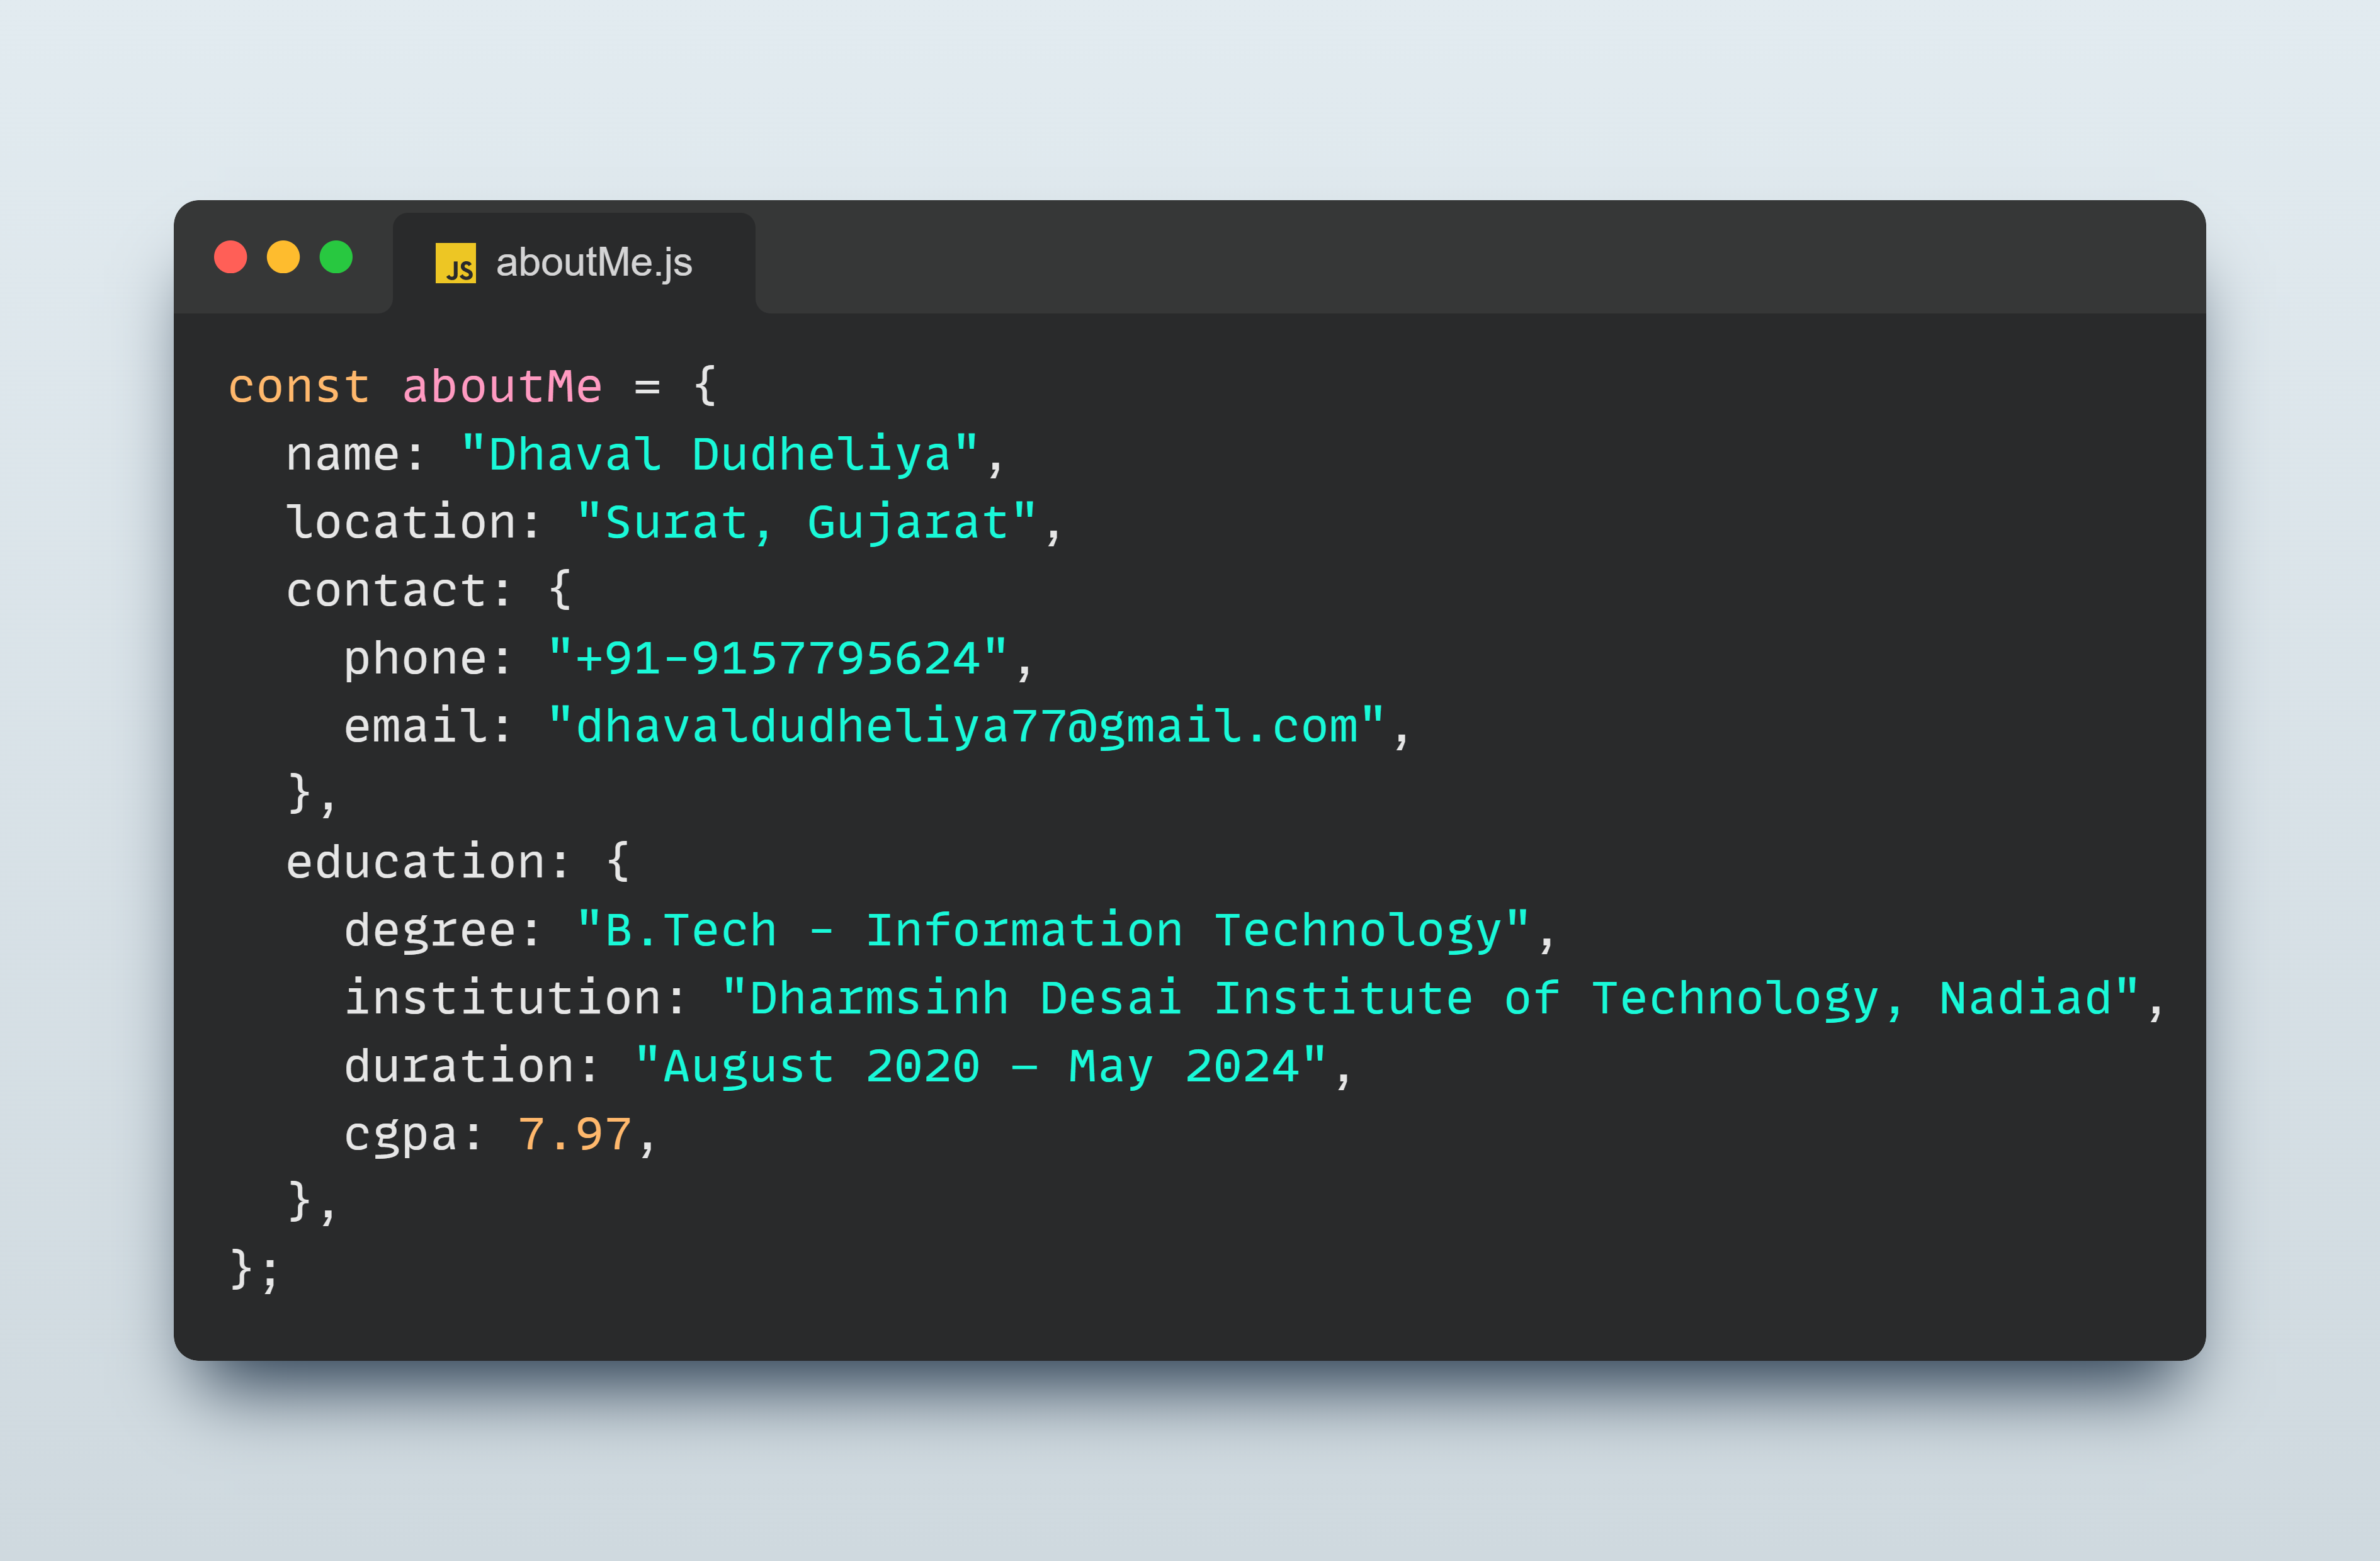 JS aboutMe.js
const aboutMe = {
  name: "Dhaval Dudheliya",
  location: "Surat, Gujarat",
  contact: {
    phone: "+91-9157795624",
    email: "dhavaldudheliya77@gmail.com",
  },
  education: {
    degree: "B.Tech - Information Technology",
    institution: "Dharmsinh Desai Institute of Technology, Nadiad",
    duration: "August 2020 – May 2024",
    cgpa: 7.97,
  },
};